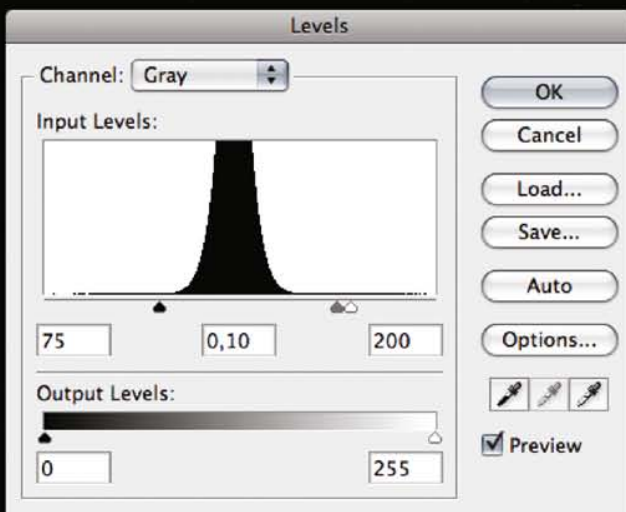 Levels
Channel: Gray
OK
Input Levels:
Cancel
Load...
Save...
Auto
75 0,10 200
Options...
Output Levels:
Preview
0 255